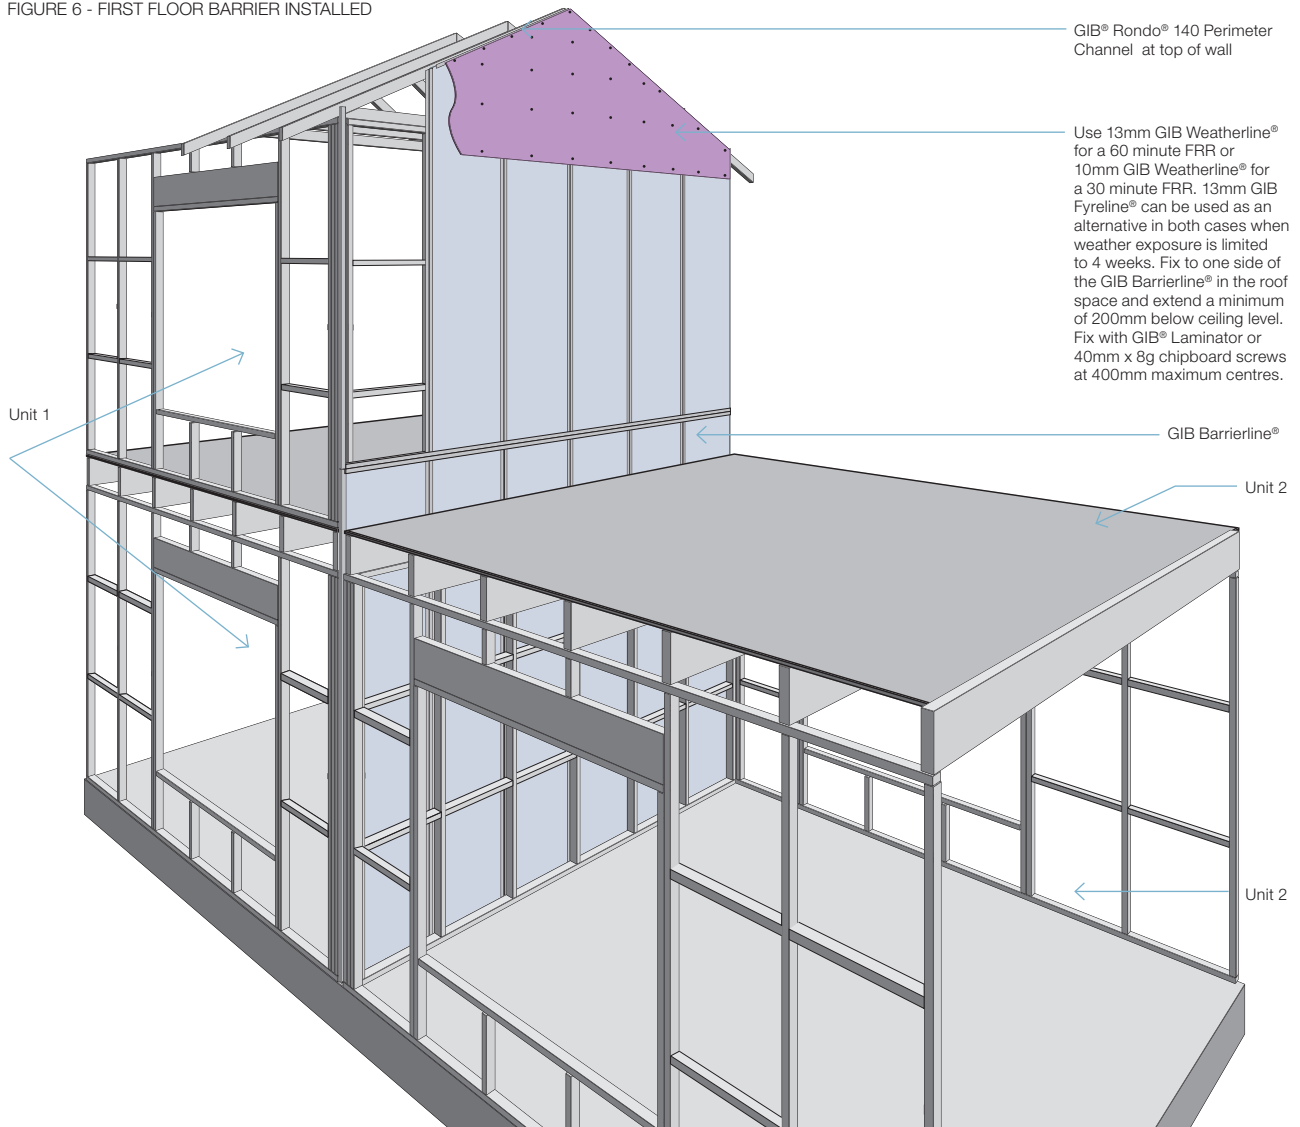 FIGURE 6 - FIRST FLOOR BARRIER INSTALLED
GIB® Rondo® 140 Perimeter
Channel at top of wall
Use 13mm GIB Weatherline®
for a 60 minute FRR or
10mm GIB Weatherline® for
a 30 minute FRR. 13mm GIB
Fyreline® can be used as an
alternative in both cases when
weather exposure is limited
to 4 weeks. Fix to one side of
the GIB Barrierline® in the roof
space and extend a minimum
of 200mm below ceiling level.
Fix with GIB® Laminator or
40mm x 8g chipboard screws
at 400mm maximum centres.
Unit 1
GIB Barrierline®
Unit 2
Unit 2